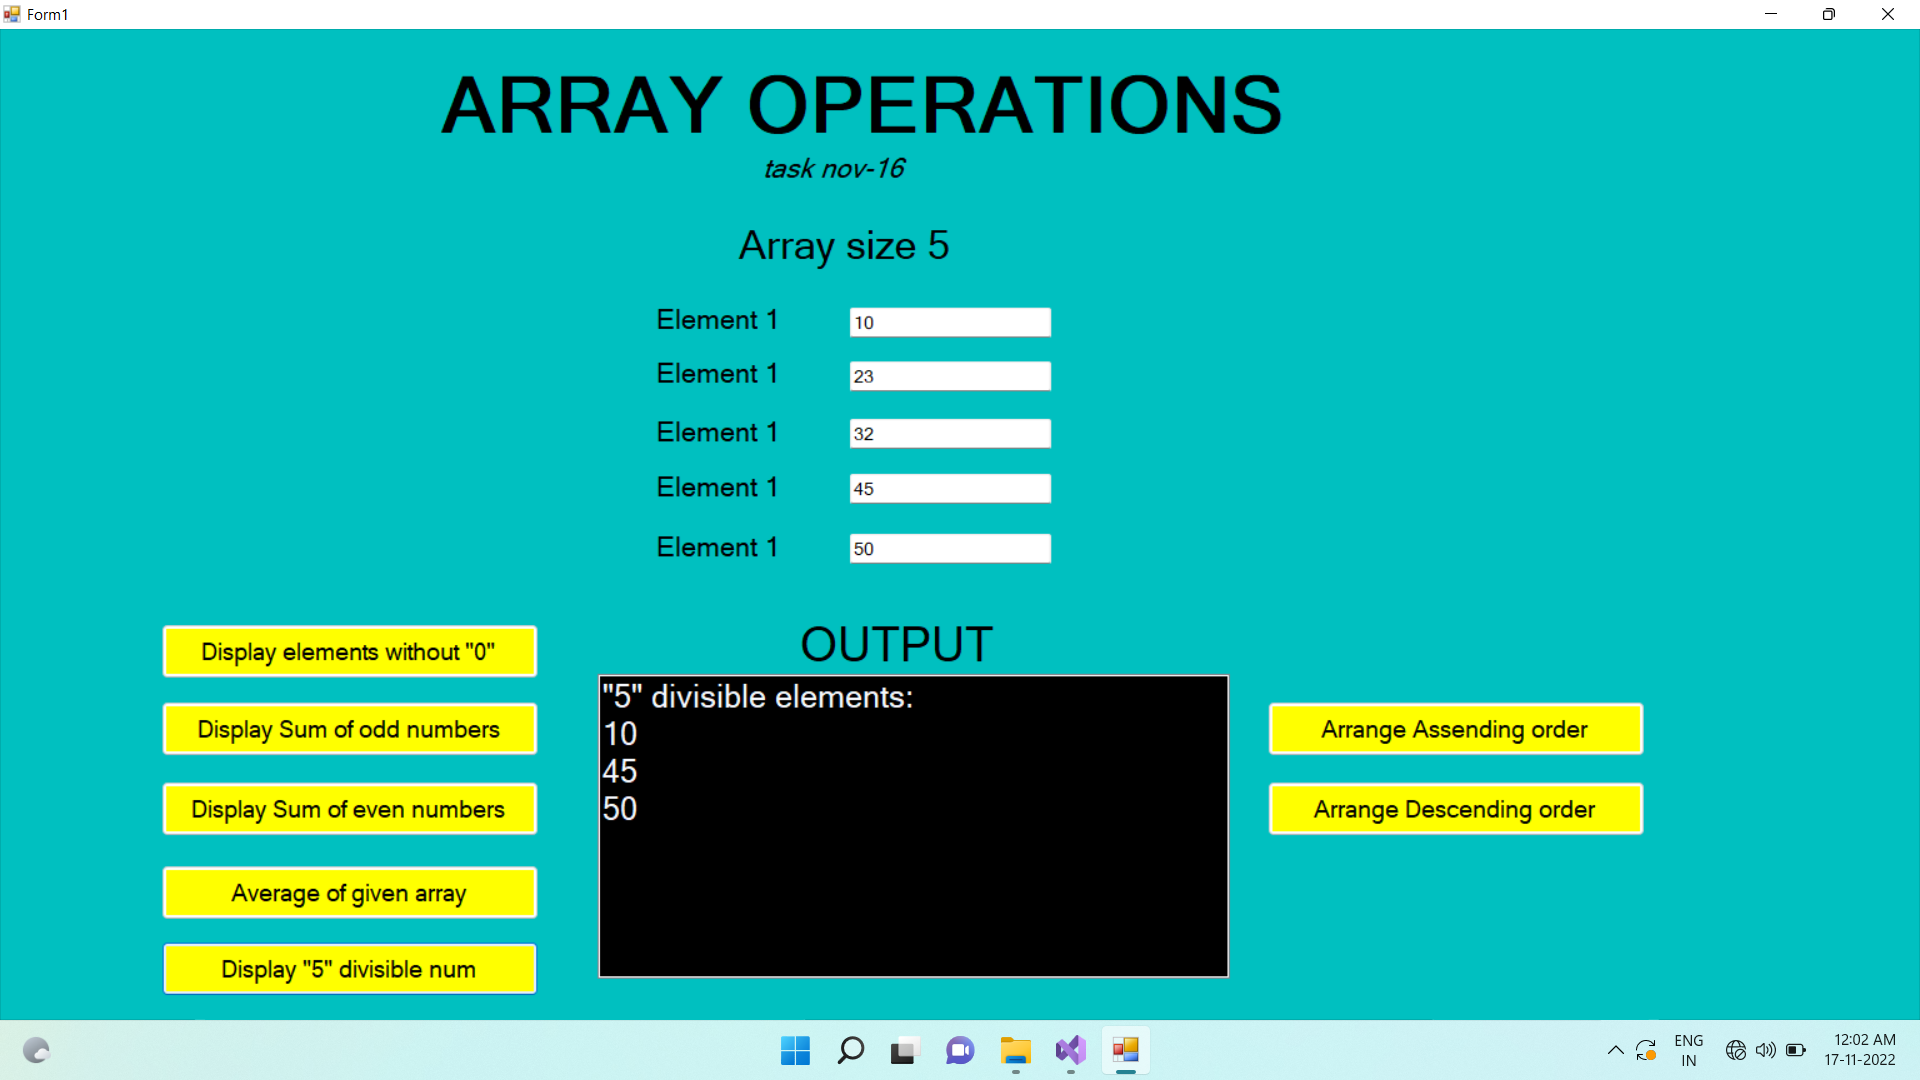 Form1
ARRAY OPERATIONS
task nov-16
Array size 5
Element 1 10
Element 1 23
Element 1 32
Element 1 45
Element 1 50
OUTPUT
Display elements without "0"
Display Sum of odd numbers
Display Sum of even numbers
Average of given array
Display "5" divisible num
"5" divisible elements:
10
45
50
Arrange Assending order
Arrange Descending order
ENG
IN
12:02 AM
17-11-2022